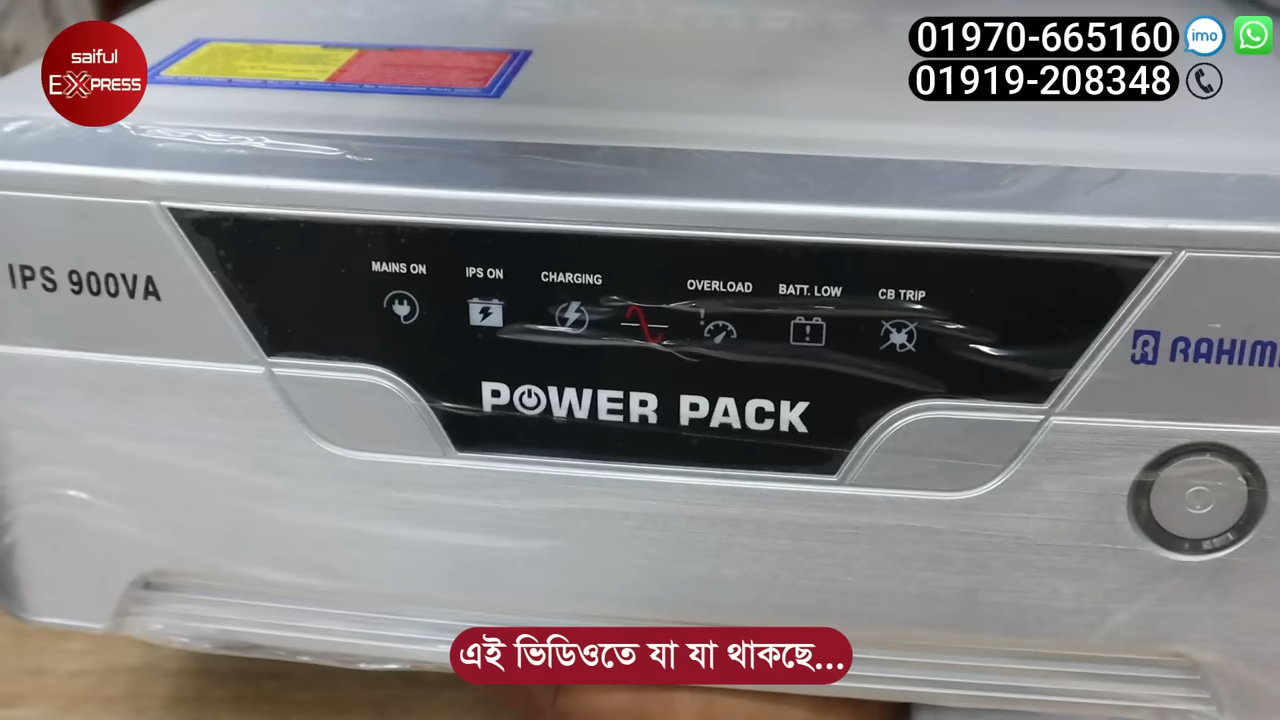 saiful
EXPRESS
01970-665160
imo
01919-208348
IPS 900VA
MAINS ON
IPS ON
CHARGING
OVERLOAD
BATT. LOW
CB TRIP
POWER PACK
RAHIM
এই ভিডিওতে যা যা থাকছে...